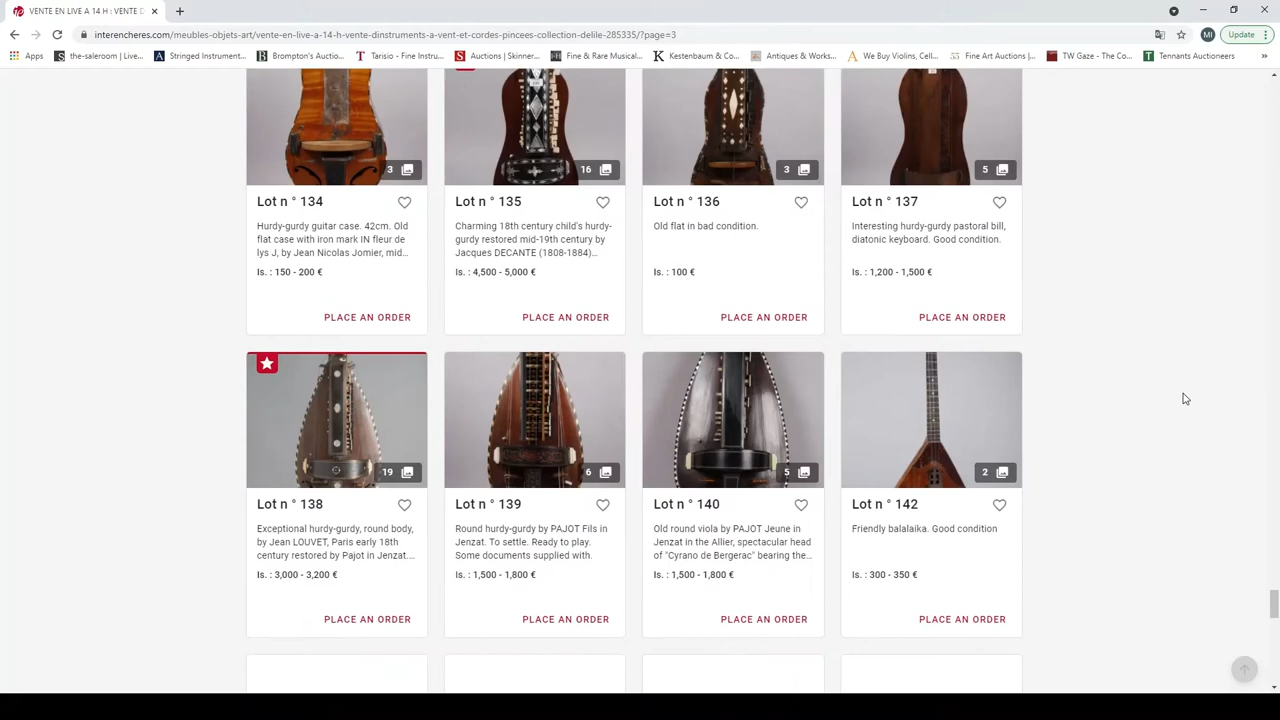 VENTE EN LIVE A 14 H : VENTE D
interencheres.com/meubles-objets-art/vente-en-live-a-14-h-vente-dinstruments-a-vent-et-cordes-pincees-collection-delile-285335/?page=3
MI
Update
Apps
the-saleroom | Live...
Stringed Instrument...
Brompton's Auctio...
Tarisio - Fine Instru...
Auctions | Skinner...
Fine & Rare Musical...
Kestenbaum & Co...
Antiques & Works...
We Buy Violins, Cell...
Fine Art Auctions |...
TW Gaze - The Co...
Tennants Auctioneers
»
3
16
3
5
Lot n ° 134
Lot n ° 135
Lot n ° 136
Lot n ° 137
Hurdy-gurdy guitar case. 42cm. Old
flat case with iron mark IN fleur de
lys J, by Jean Nicolas Jomier, mid...
Charming 18th century child's hurdy-
gurdy restored mid-19th century by
Jacques DECANTE (1808-1884)...
Old flat in bad condition.
Interesting hurdy-gurdy pastoral bill,
diatonic keyboard. Good condition.
Is. : 150 - 200 €
Is. : 4,500 - 5,000 €
Is. : 100 €
Is. : 1,200 - 1,500 €
PLACE AN ORDER
PLACE AN ORDER
PLACE AN ORDER
PLACE AN ORDER
19
6
5
2
Lot n ° 138
Lot n ° 139
Lot n ° 140
Lot n ° 142
Exceptional hurdy-gurdy, round body,
by Jean LOUVET, Paris early 18th
century restored by Pajot in Jenzat....
Round hurdy-gurdy by PAJOT Fils in
Jenzat. To settle. Ready to play.
Some documents supplied with.
Old round viola by PAJOT Jeune in
Jenzat in the Allier, spectacular head
of "Cyrano de Bergerac" bearing the...
Friendly balalaika. Good condition
Is. : 3,000 - 3,200 €
Is. : 1,500 - 1,800 €
Is. : 1,500 - 1,800 €
Is. : 300 - 350 €
PLACE AN ORDER
PLACE AN ORDER
PLACE AN ORDER
PLACE AN ORDER